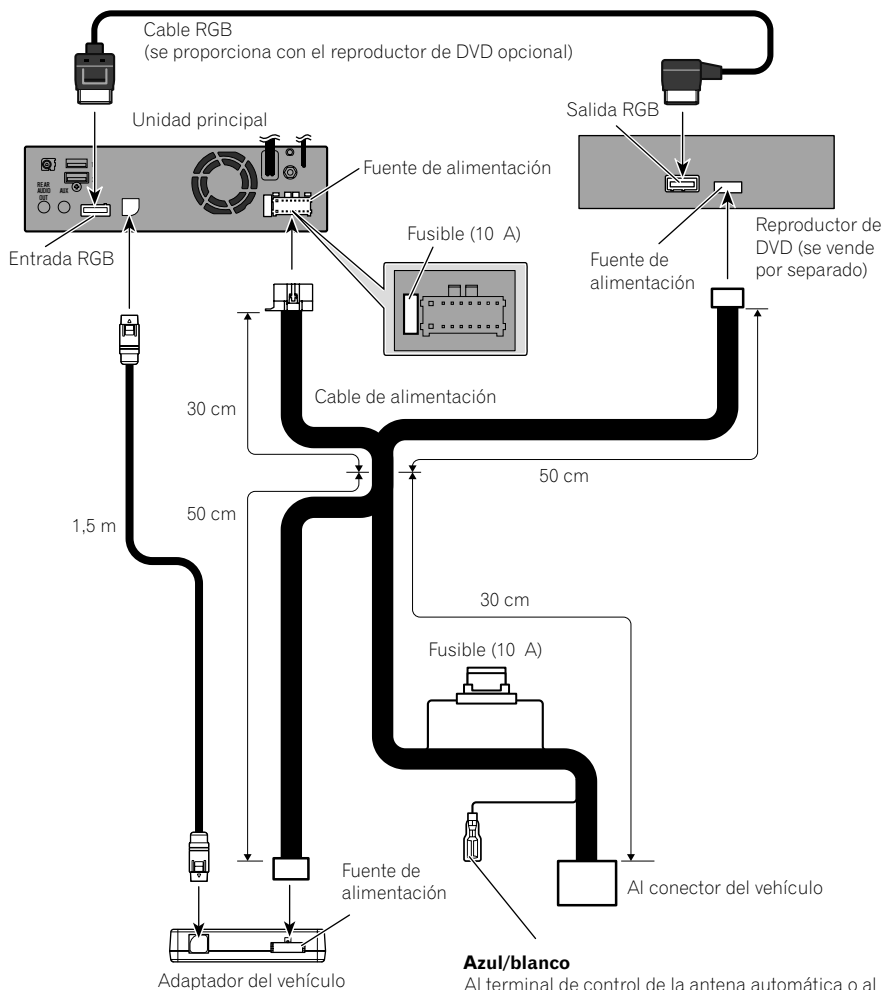 Cable RGB
(se proporciona con el reproductor de DVD opcional)
Salida RGB
Unidad principal
Fuente de alimentación
REAR
AUDIO
OUT
AUX
Fusible (10 A)
Entrada RGB
Fuente de
alimentación
Reproductor de
DVD (se vende
por separado)
Cable de alimentación
30 cm
50 cm
50 cm
1,5 m
30 cm
Fusible (10 A)
Fuente de
alimentación
Al conector del vehículo
Adaptador del vehículo
Azul/blanco
Al terminal de control de la antena automática o al